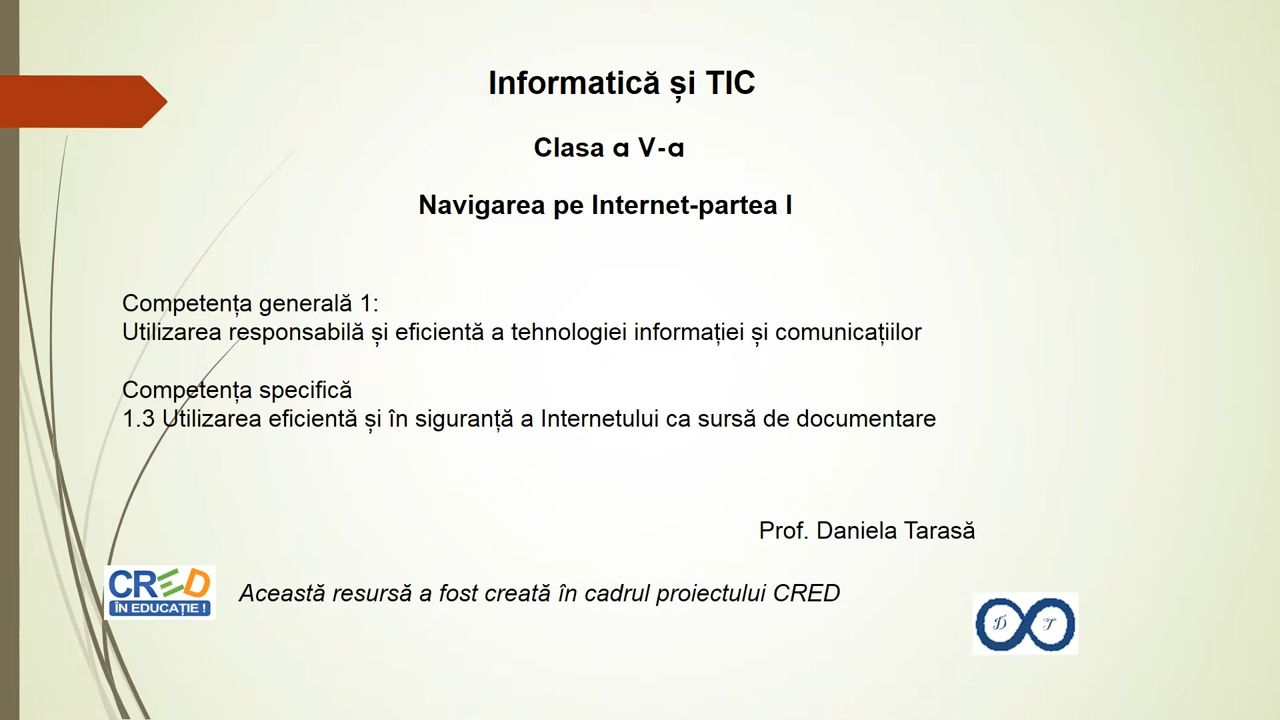 Informatică și TIC
Clasa a V-a
Navigarea pe Internet-partea I
Competența generală 1:
Utilizarea responsabilă și eficientă a tehnologiei informației și comunicațiilor
Competența specifică
1.3 Utilizarea eficientă și în siguranță a Internetului ca sursă de documentare
Prof. Daniela Tarasă
CRED
ÎN EDUCAȚIE !
Această resursă a fost creată în cadrul proiectului CRED
D T